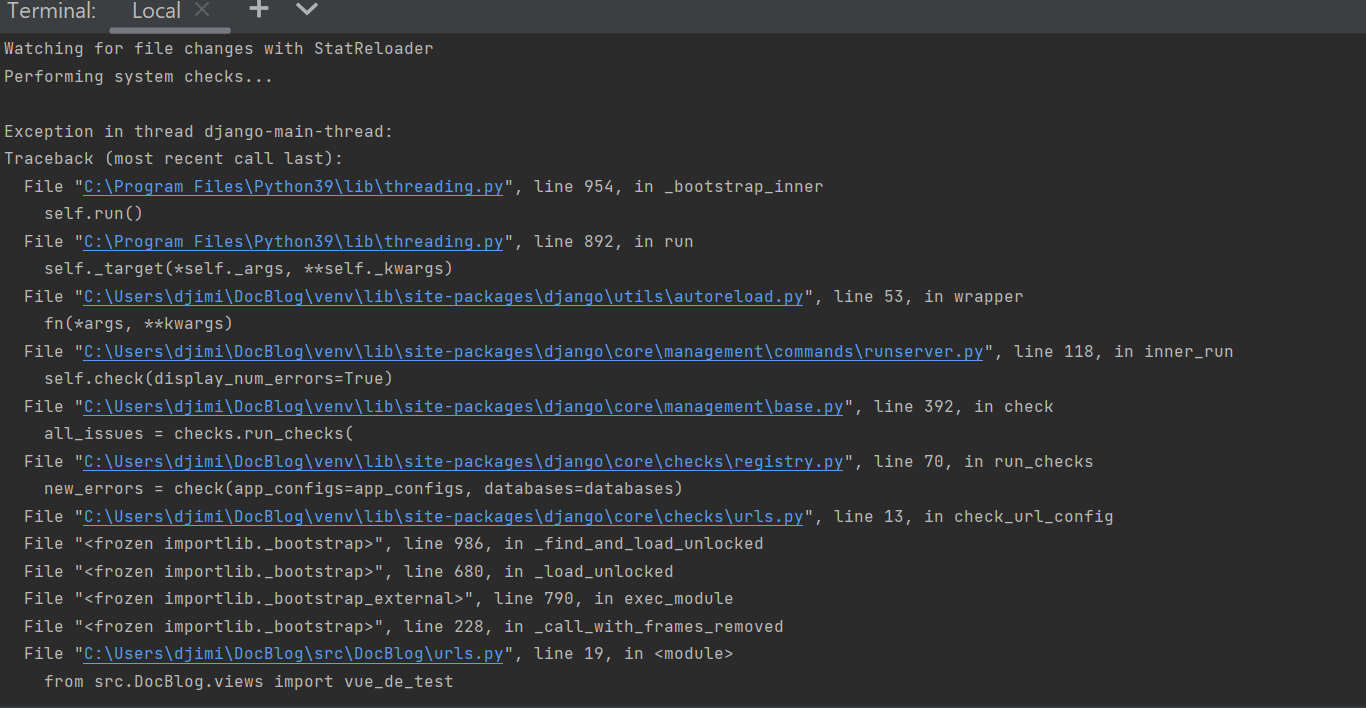 Terminal: Local × +
Watching for file changes with StatReloader
Performing system checks...
Exception in thread django-main-thread:
Traceback (most recent call last):
  File "C:\Program Files\Python39\lib\threading.py", line 954, in _bootstrap_inner
    self.run()
  File "C:\Program Files\Python39\lib\threading.py", line 892, in run
    self._target(*self._args, **self._kwargs)
  File "C:\Users\djimi\DocBlog\venv\lib\site-packages\django\utils\autoreload.py", line 53, in wrapper
    fn(*args, **kwargs)
  File "C:\Users\djimi\DocBlog\venv\lib\site-packages\django\core\management\commands\runserver.py", line 118, in inner_run
    self.check(display_num_errors=True)
  File "C:\Users\djimi\DocBlog\venv\lib\site-packages\django\core\management\base.py", line 392, in check
    all_issues = checks.run_checks(
  File "C:\Users\djimi\DocBlog\venv\lib\site-packages\django\core\checks\registry.py", line 70, in run_checks
    new_errors = check(app_configs=app_configs, databases=databases)
  File "C:\Users\djimi\DocBlog\venv\lib\site-packages\django\core\checks\urls.py", line 13, in check_url_config
  File "<frozen importlib._bootstrap>", line 986, in _find_and_load_unlocked
  File "<frozen importlib._bootstrap>", line 680, in _load_unlocked
  File "<frozen importlib._bootstrap_external>", line 790, in exec_module
  File "<frozen importlib._bootstrap>", line 228, in _call_with_frames_removed
  File "C:\Users\djimi\DocBlog\src\DocBlog\urls.py", line 19, in <module>
    from src.DocBlog.views import vue_de_test